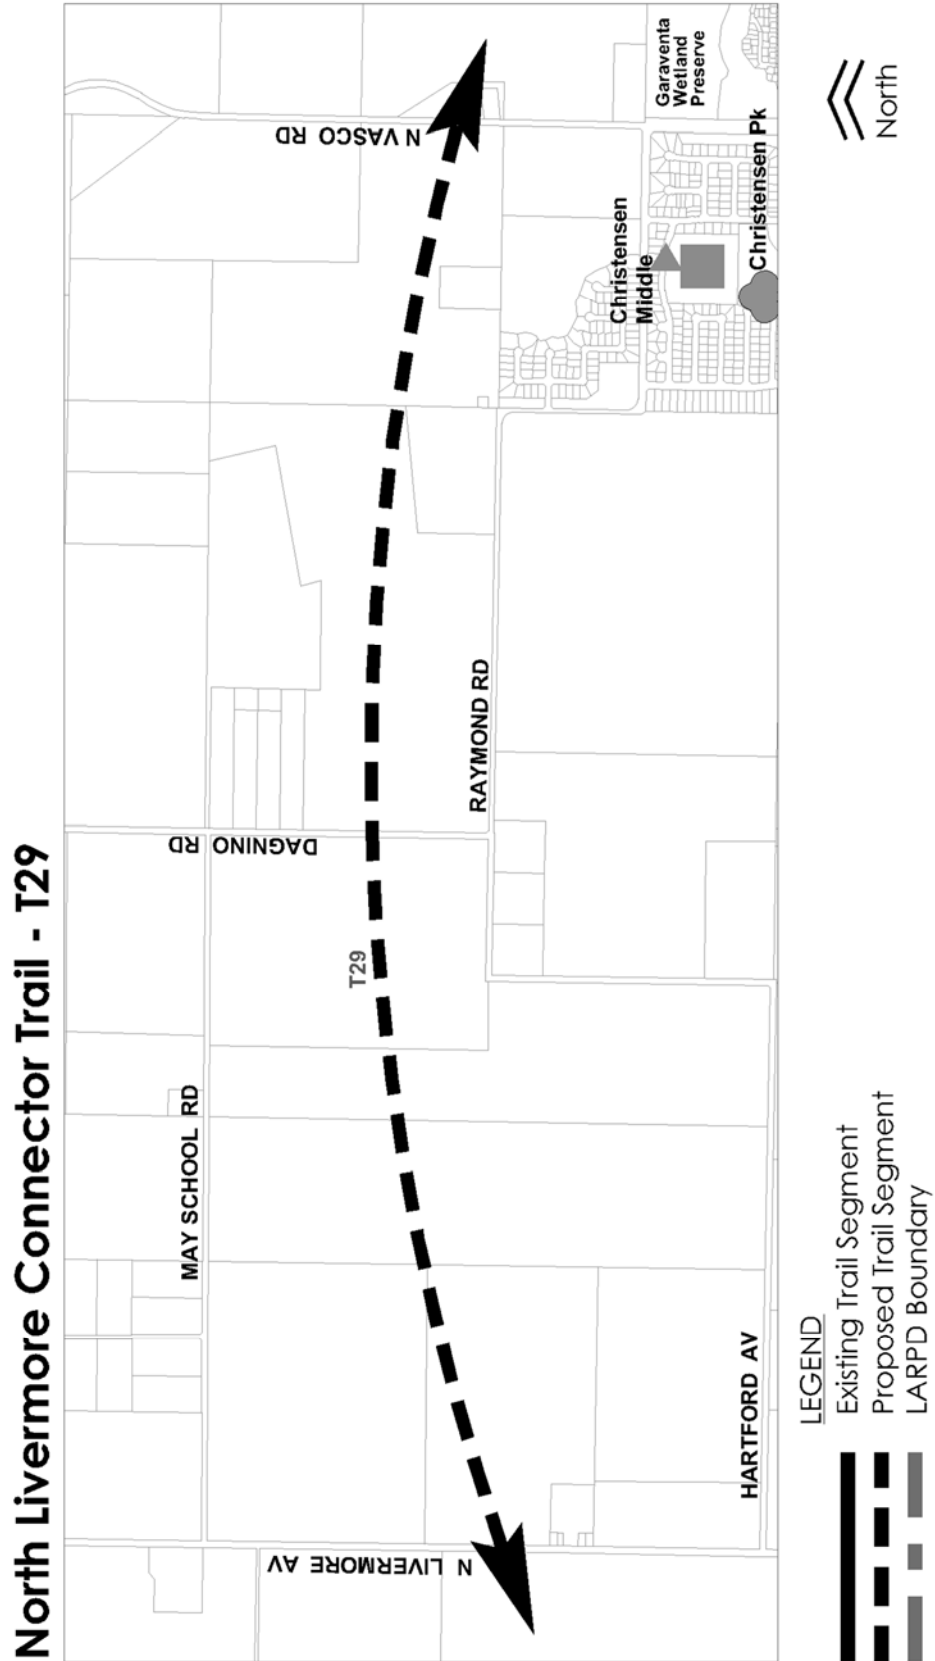 North Livermore Connector Trail - T29
N LIVERMORE AV
MAY SCHOOL RD
HARTFORD AV
T29
DAGNINO RD
RAYMOND RD
N VASCO RD
Christensen
Middle
Christensen Pk
Garaventa
Wetland
Preserve
LEGEND
Existing Trail Segment
Proposed Trail Segment
LARPD Boundary
North